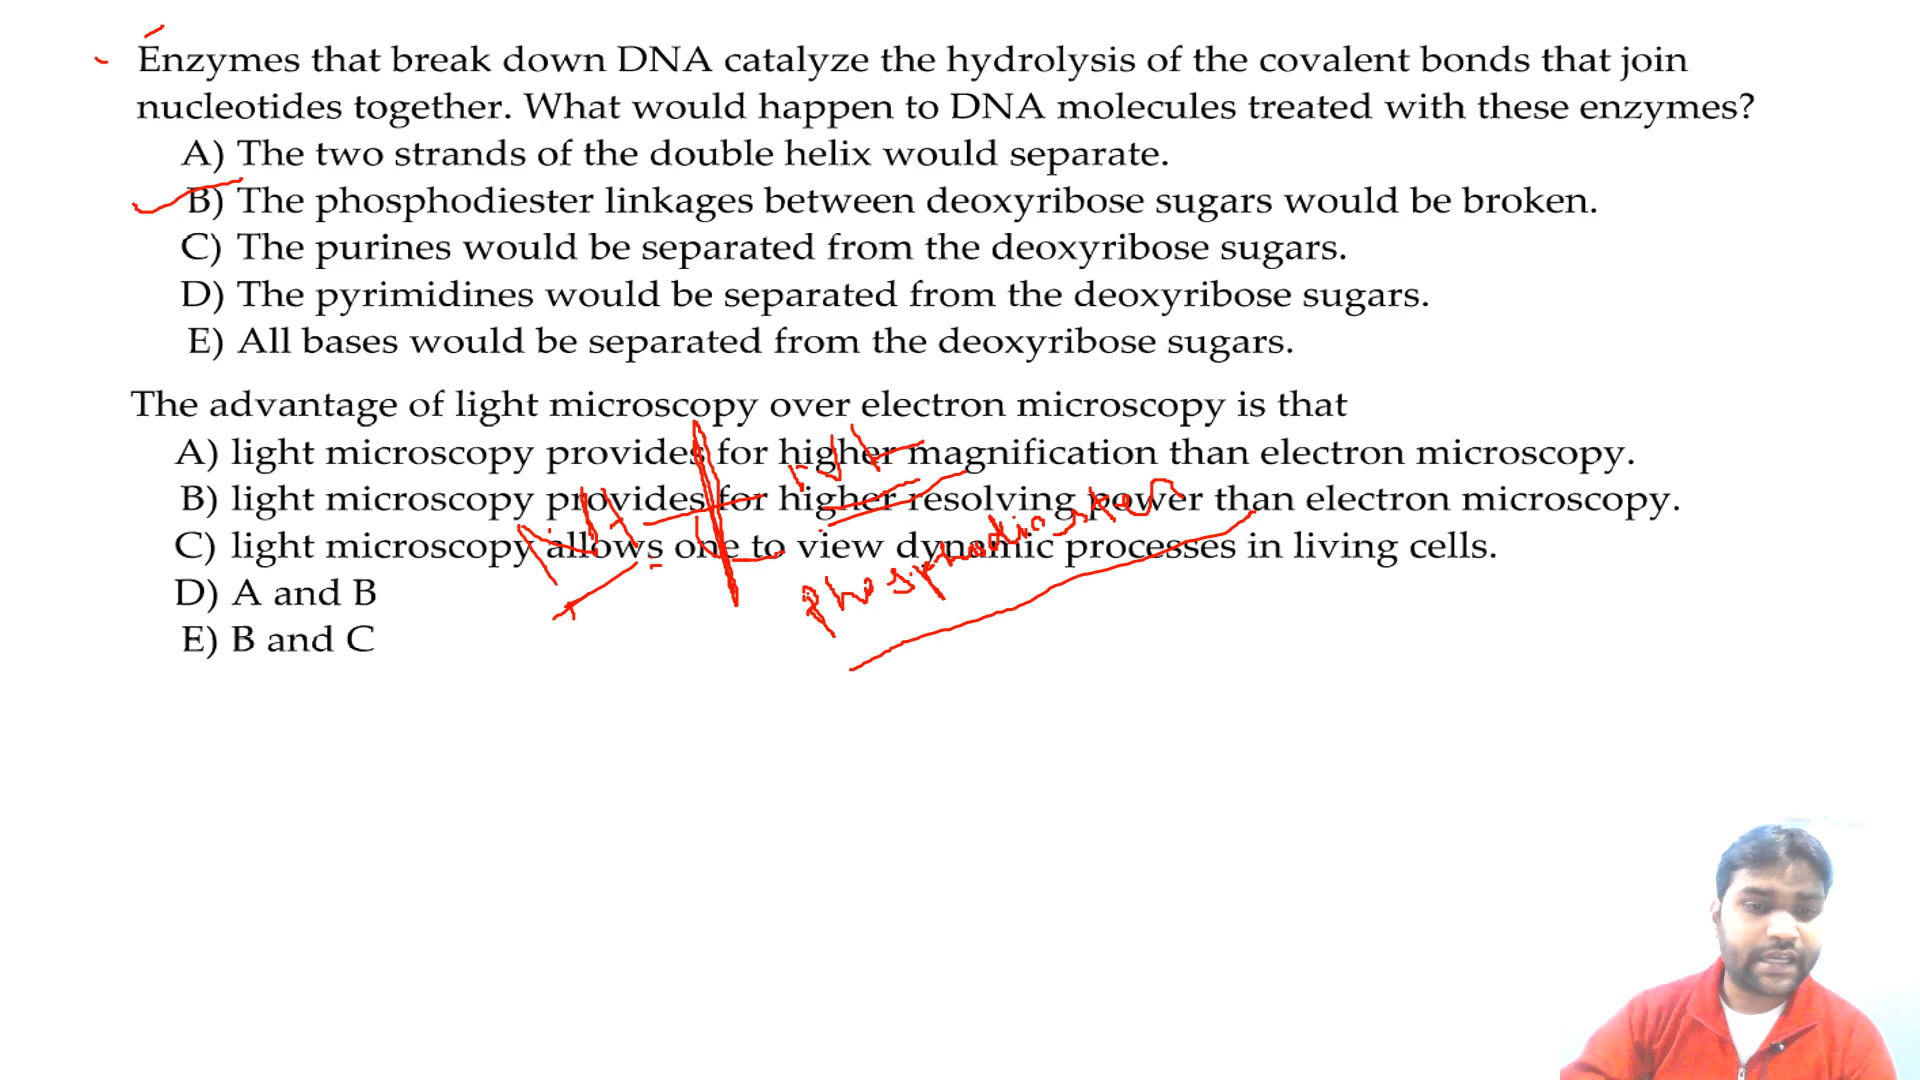 Enzymes that break down DNA catalyze the hydrolysis of the covalent bonds that join
nucleotides together. What would happen to DNA molecules treated with these enzymes?
A) The two strands of the double helix would separate.
B) The phosphodiester linkages between deoxyribose sugars would be broken.
C) The purines would be separated from the deoxyribose sugars.
D) The pyrimidines would be separated from the deoxyribose sugars.
E) All bases would be separated from the deoxyribose sugars.
The advantage of light microscopy over electron microscopy is that
A) light microscopy provides for higher magnification than electron microscopy.
B) light microscopy provides for higher resolving power than electron microscopy.
C) light microscopy allows one to view dynamic processes in living cells.
D) A and B
E) B and C
phosphodiester